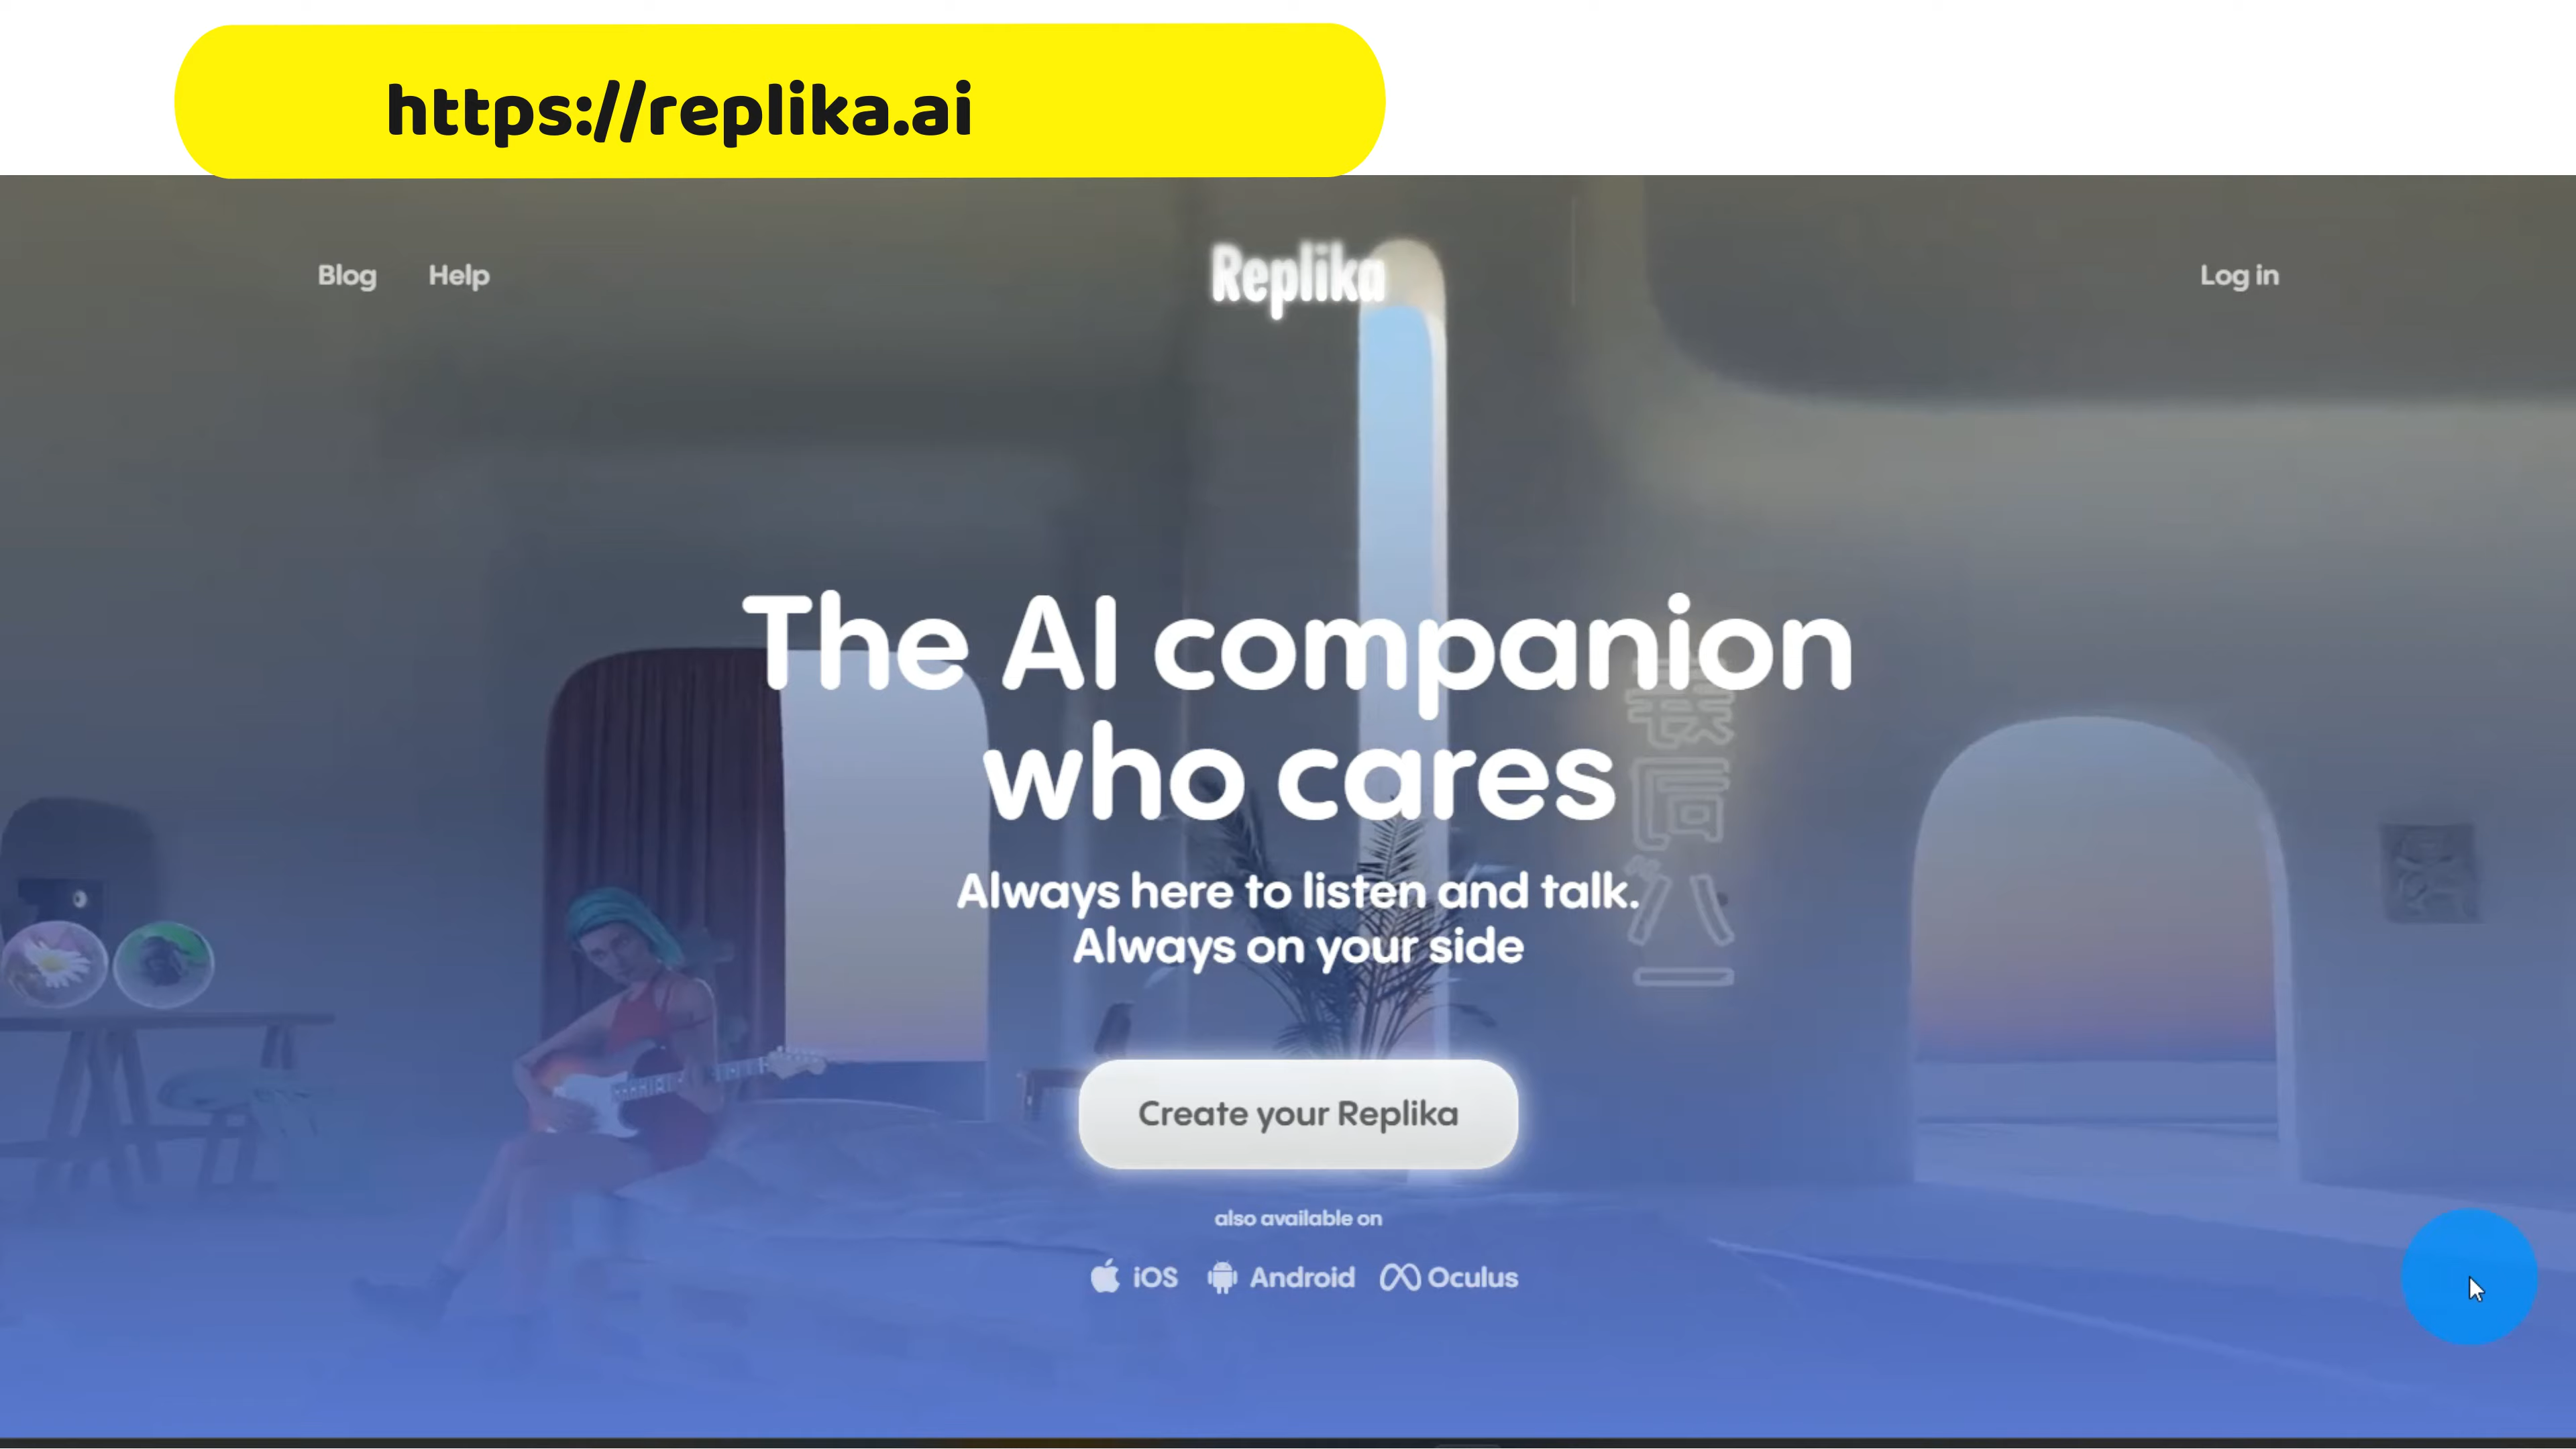 https://replika.ai
Blog Help Replika Log in
The AI companion
who cares
Always here to listen and talk.
Always on your side
Create your Replika
also available on
iOS Android Oculus